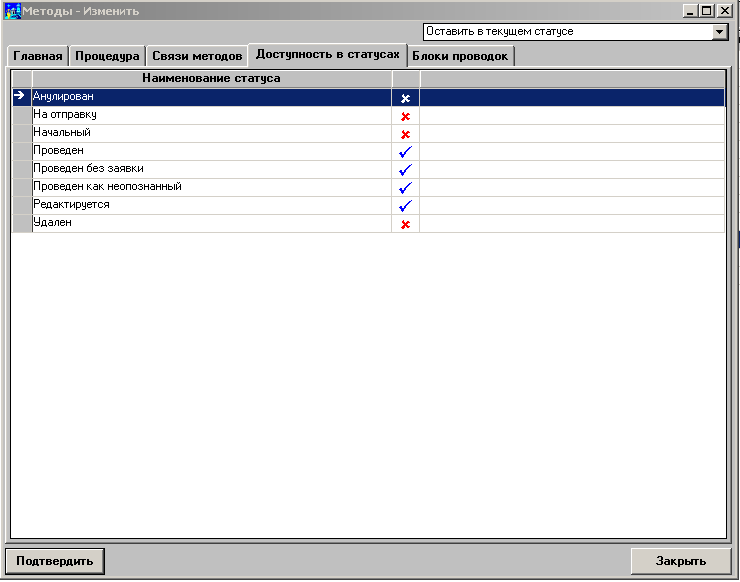 Методы - Изменить
Оставить в текущем статусе
Главная
Процедура
Связи методов
Доступность в статусах
Блоки проводок
Наименование статуса
Анулирован
На отправку
Начальный
Проведен
Проведен без заявки
Проведен как неопознанный
Редактируется
Удален
Подтвердить
Закрыть